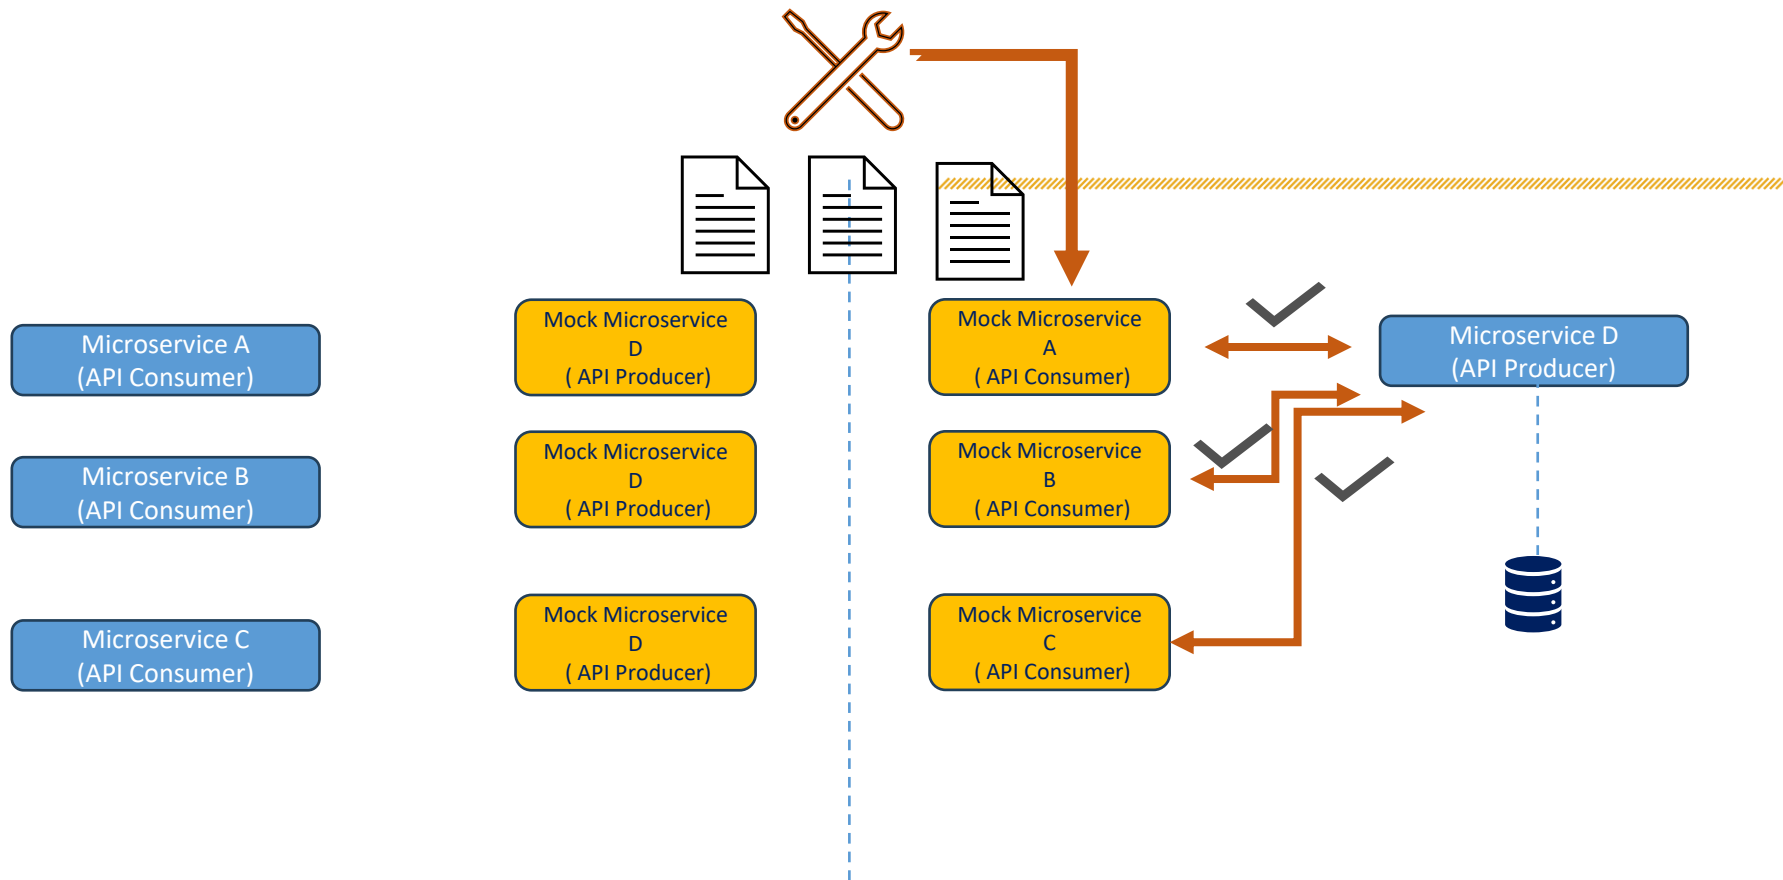 Microservice A
(API Consumer)
Mock Microservice
D
( API Producer)
Mock Microservice
A
( API Consumer)
Microservice D
(API Producer)
Microservice B
(API Consumer)
Mock Microservice
D
( API Producer)
Mock Microservice
B
( API Consumer)
Microservice C
(API Consumer)
Mock Microservice
D
( API Producer)
Mock Microservice
C
( API Consumer)